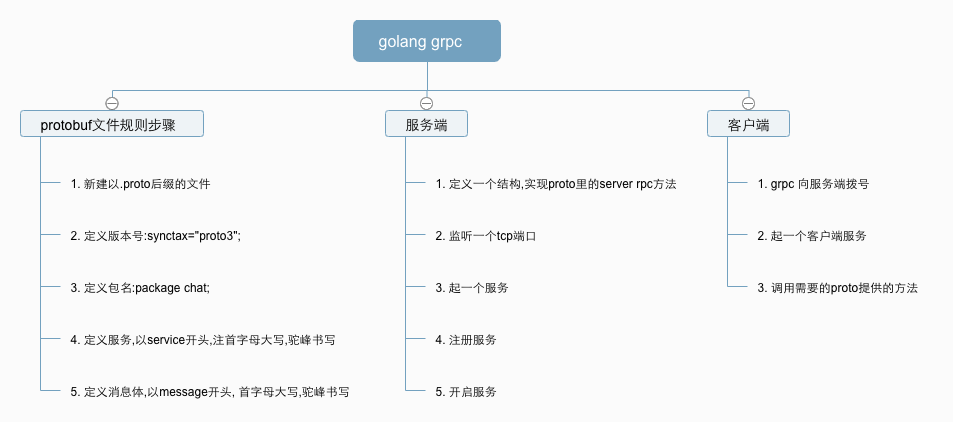 golang grpc
protobuf文件规则步骤
1. 新建以.proto后缀的文件
2. 定义版本号:synctax="proto3";
3. 定义包名:package chat;
4. 定义服务,以service开头,注首字母大写,驼峰书写
5. 定义消息体,以message开头, 首字母大写,驼峰书写
服务端
1. 定义一个结构,实现proto里的server rpc方法
2. 监听一个tcp端口
3. 起一个服务
4. 注册服务
5. 开启服务
客户端
1. grpc 向服务端拨号
2. 起一个客户端服务
3. 调用需要的proto提供的方法